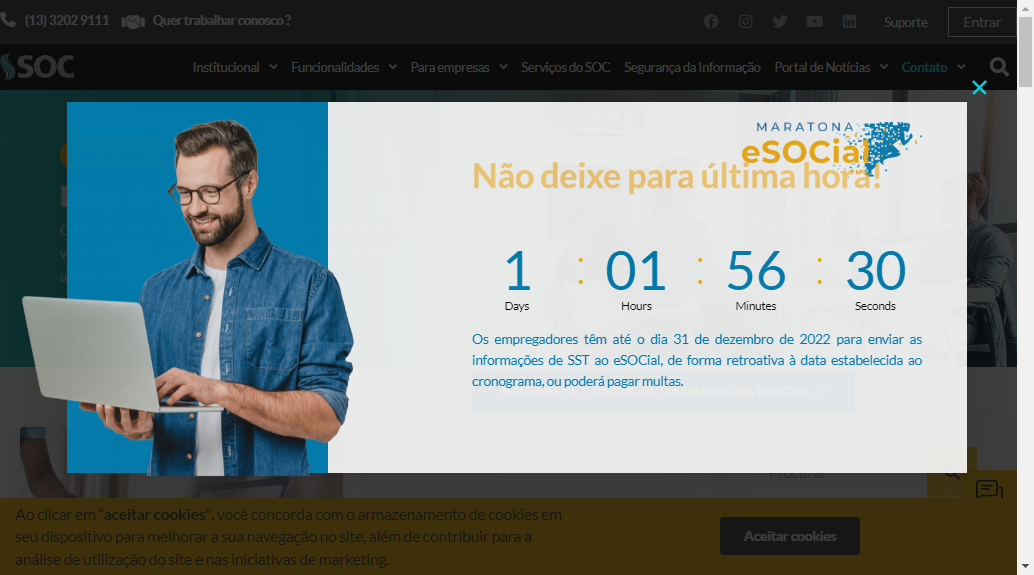 (13) 3202 9111 Quer trabalhar conosco ? Suporte Entrar
SOC Institucional Funcionalidades Para empresas Serviços do SOC Segurança da Informação Portal de Notícias Contato
MARATONA
eSOCial
Não deixe para última hora!
1 : 01 : 56 : 30
Days Hours Minutes Seconds
Os empregadores têm até o dia 31 de dezembro de 2022 para enviar as
informações de SST ao eSOCial, de forma retroativa à data estabelecida ao
cronograma, ou poderá pagar multas.
Procurar
Ao clicar em "aceitar cookies", você concorda com o armazenamento de cookies em
seu dispositivo para melhorar a sua navegação no site, além de contribuir para a
análise de utilização do site e nas iniciativas de marketing.
Aceitar cookies